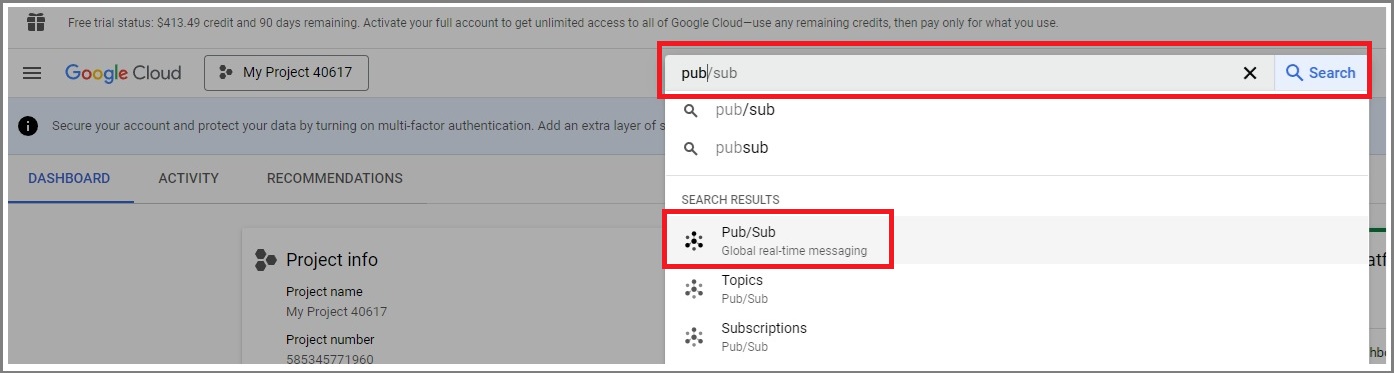 Free trial status: $413.49 credit and 90 days remaining. Activate your full account to get unlimited access to all of Google Cloud—use any remaining credits, then pay only for what you use.
Google Cloud
My Project 40617
pub/sub
Search
Secure your account and protect your data by turning on multi-factor authentication. Add an extra layer of s
pub/sub
pubsub
DASHBOARD
ACTIVITY
RECOMMENDATIONS
SEARCH RESULTS
Pub/Sub
Global real-time messaging
Project info
Topics
Pub/Sub
Project name
My Project 40617
Subscriptions
Pub/Sub
Project number
585345771960